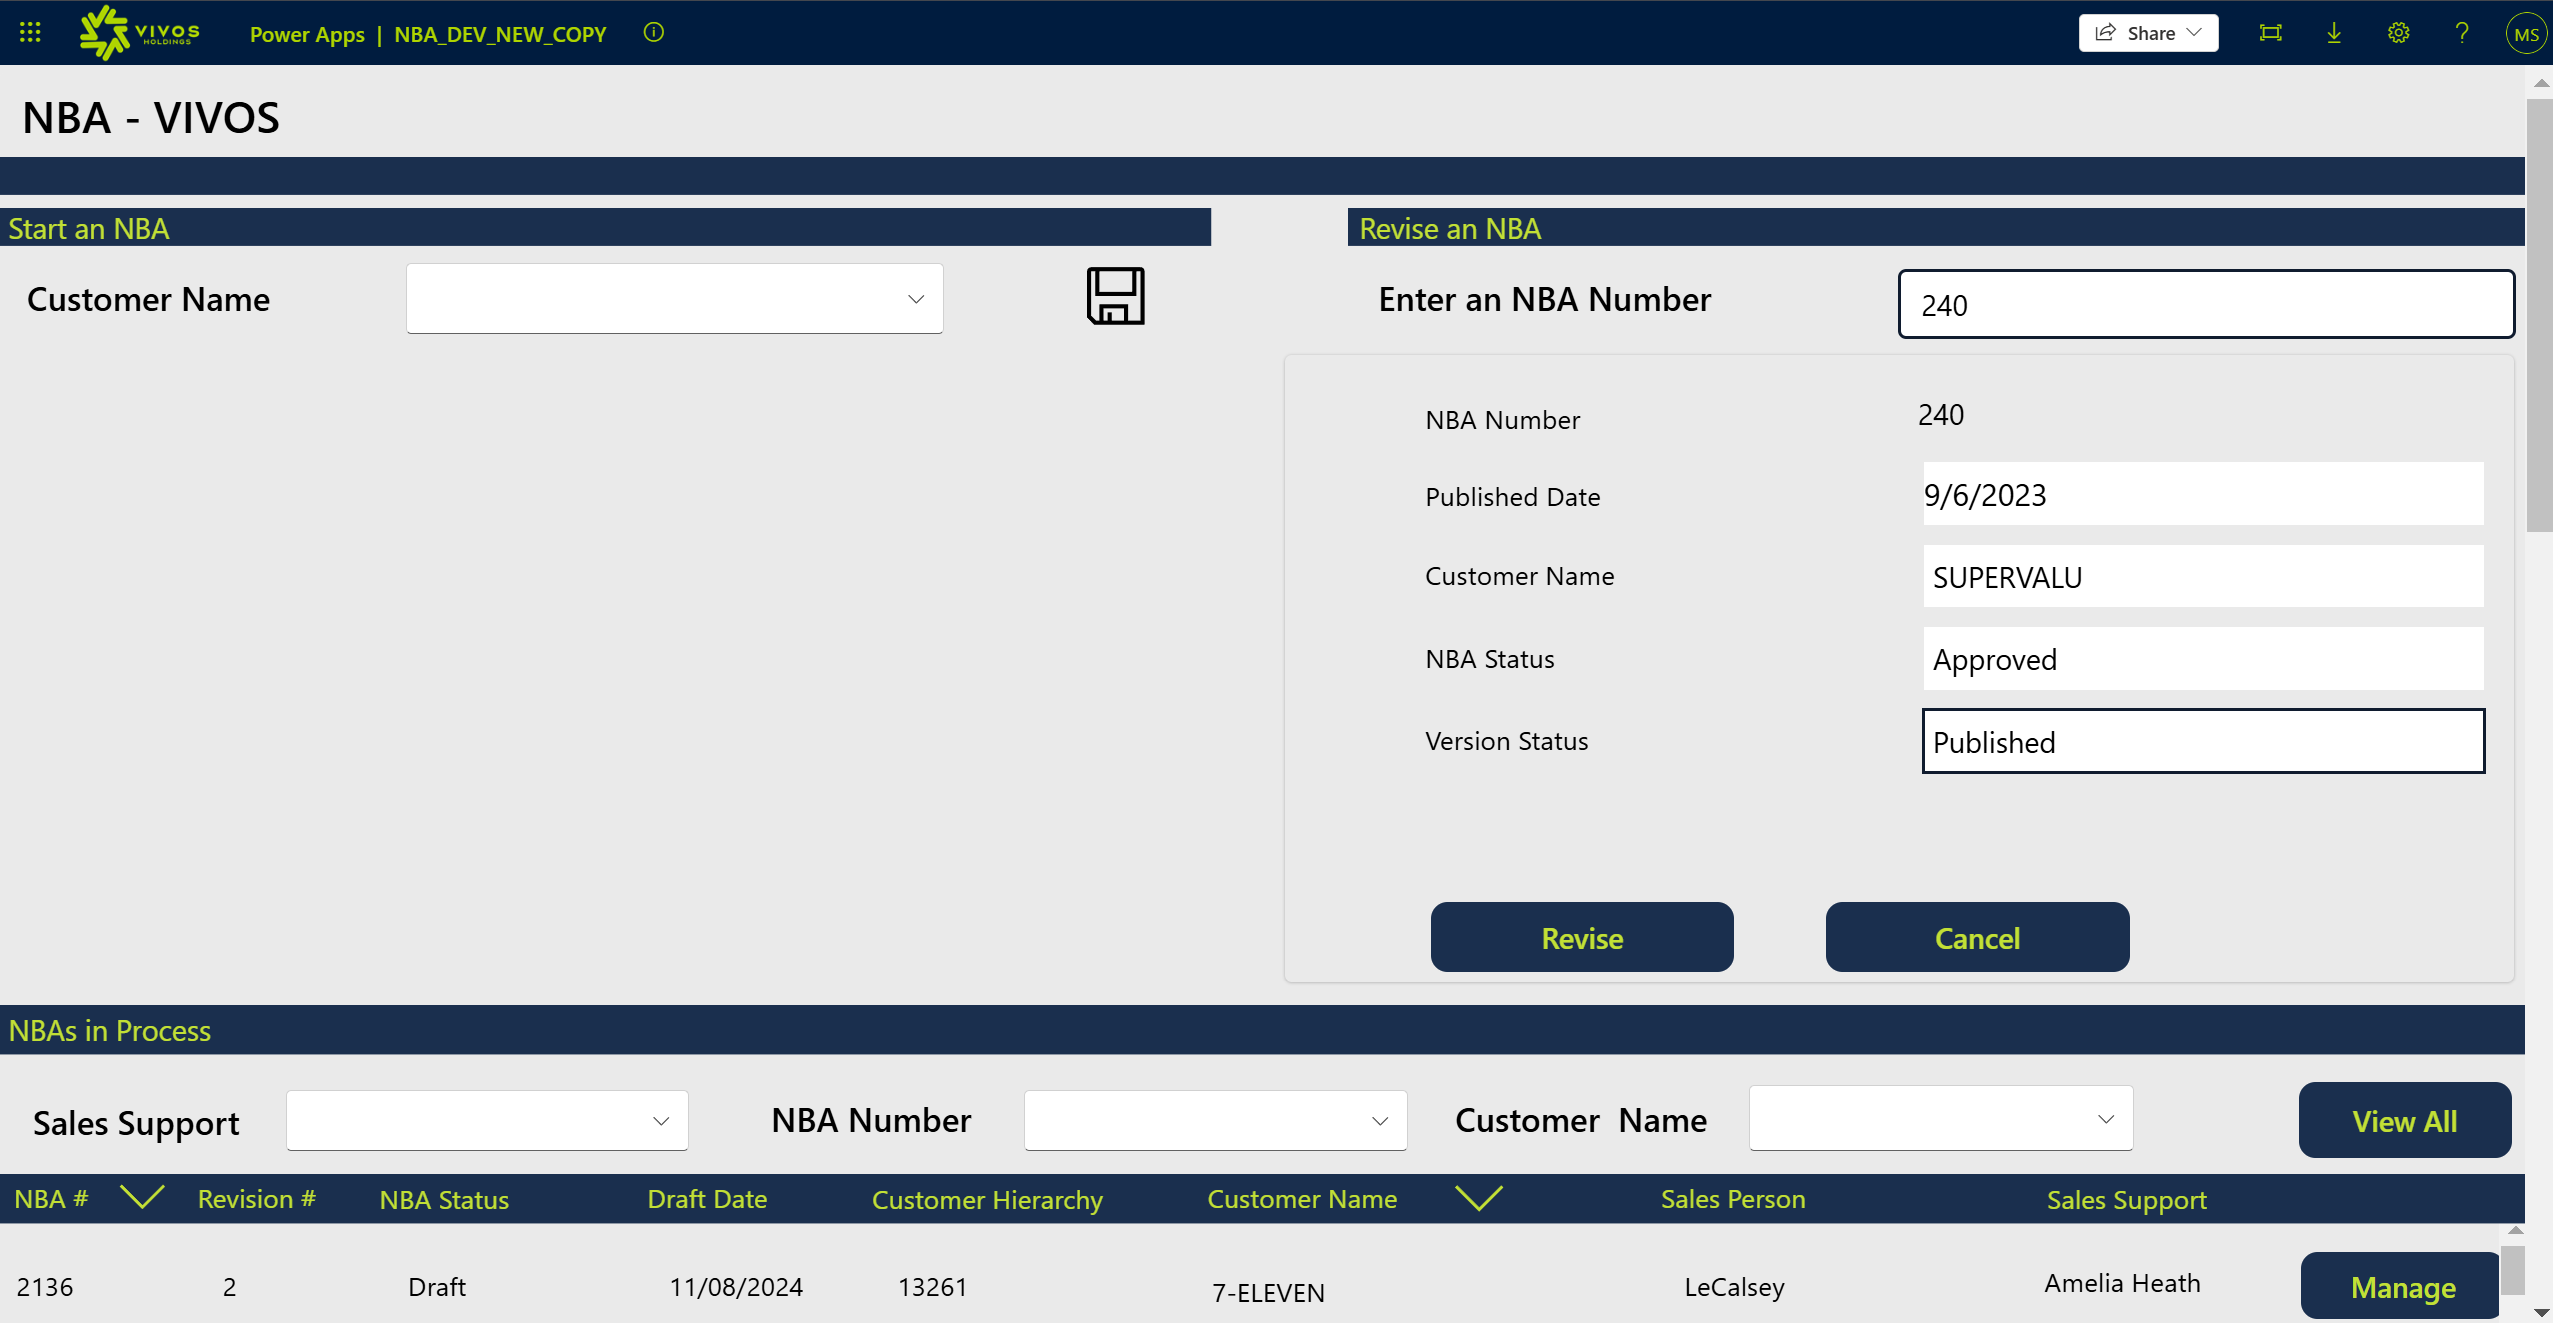 VIVOS
HOLDINGS
Power Apps | NBA_DEV_NEW_COPY
Share
?
MS
NBA - VIVOS
Start an NBA
Revise an NBA
Customer Name
Enter an NBA Number
240
NBA Number
240
Published Date
9/6/2023
Customer Name
SUPERVALU
NBA Status
Approved
Version Status
Published
Revise
Cancel
NBAs in Process
Sales Support
NBA Number
Customer Name
View All
NBA # Revision # NBA Status Draft Date Customer Hierarchy Customer Name Sales Person Sales Support
2136 2 Draft 11/08/2024 13261 7-ELEVEN LeCalsey Amelia Heath Manage